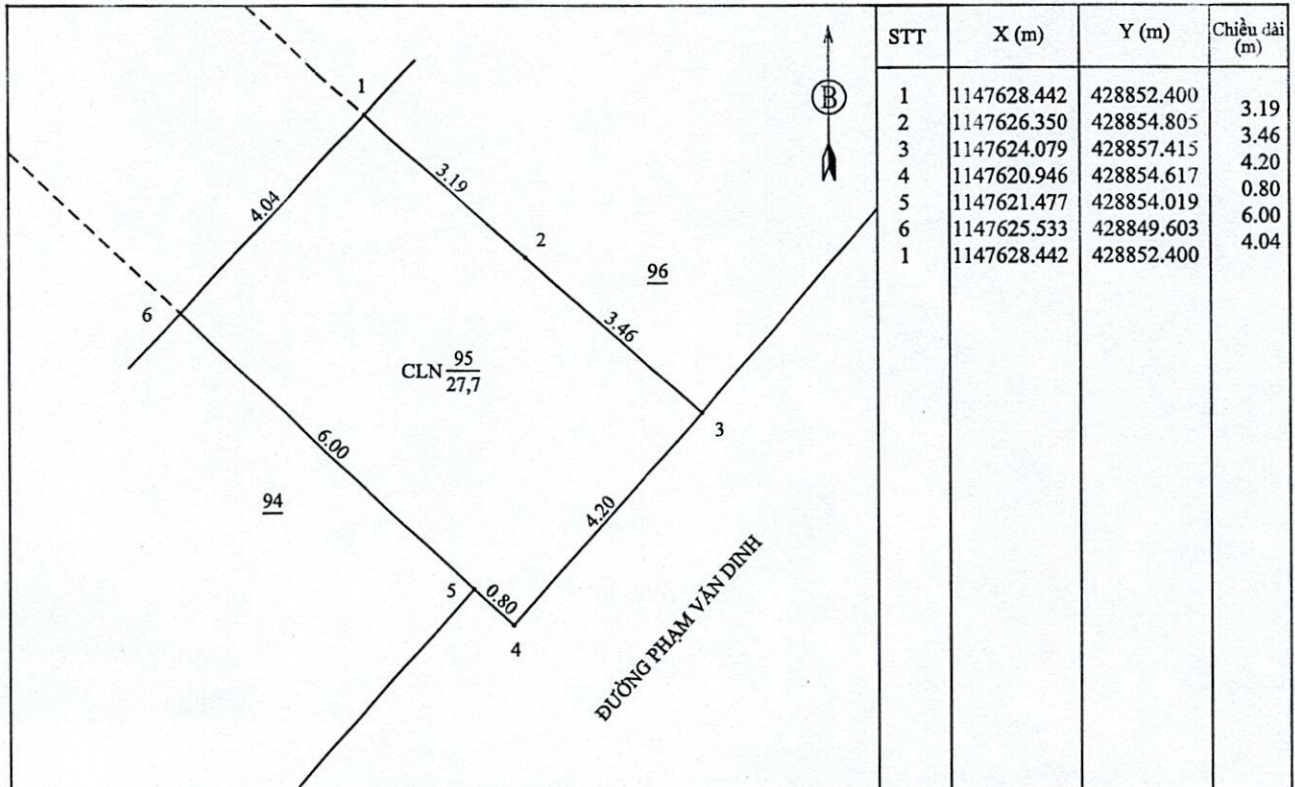 1
B
4.04
3.19
2
96
6
3.46
CLN 95
27,7
3
6.00
94
4.20
5
0.80
4
ĐƯỜNG PHẠM VĂN DINH
STT X (m) Y (m) Chiều dài (m)
1 1147628.442 428852.400
3.19
2 1147626.350 428854.805
3.46
3 1147624.079 428857.415
4.20
4 1147620.946 428854.617
0.80
5 1147621.477 428854.019
6.00
6 1147625.533 428849.603
4.04
1 1147628.442 428852.400